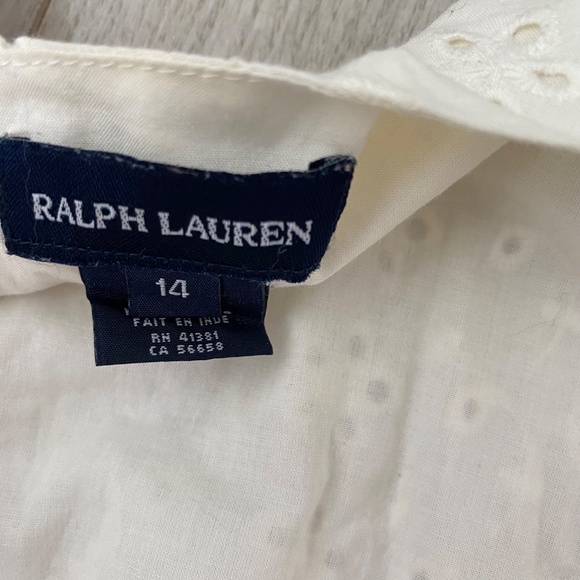 RALPH LAUREN
14
FAIT EN INDE
RN 41381
CA 56658